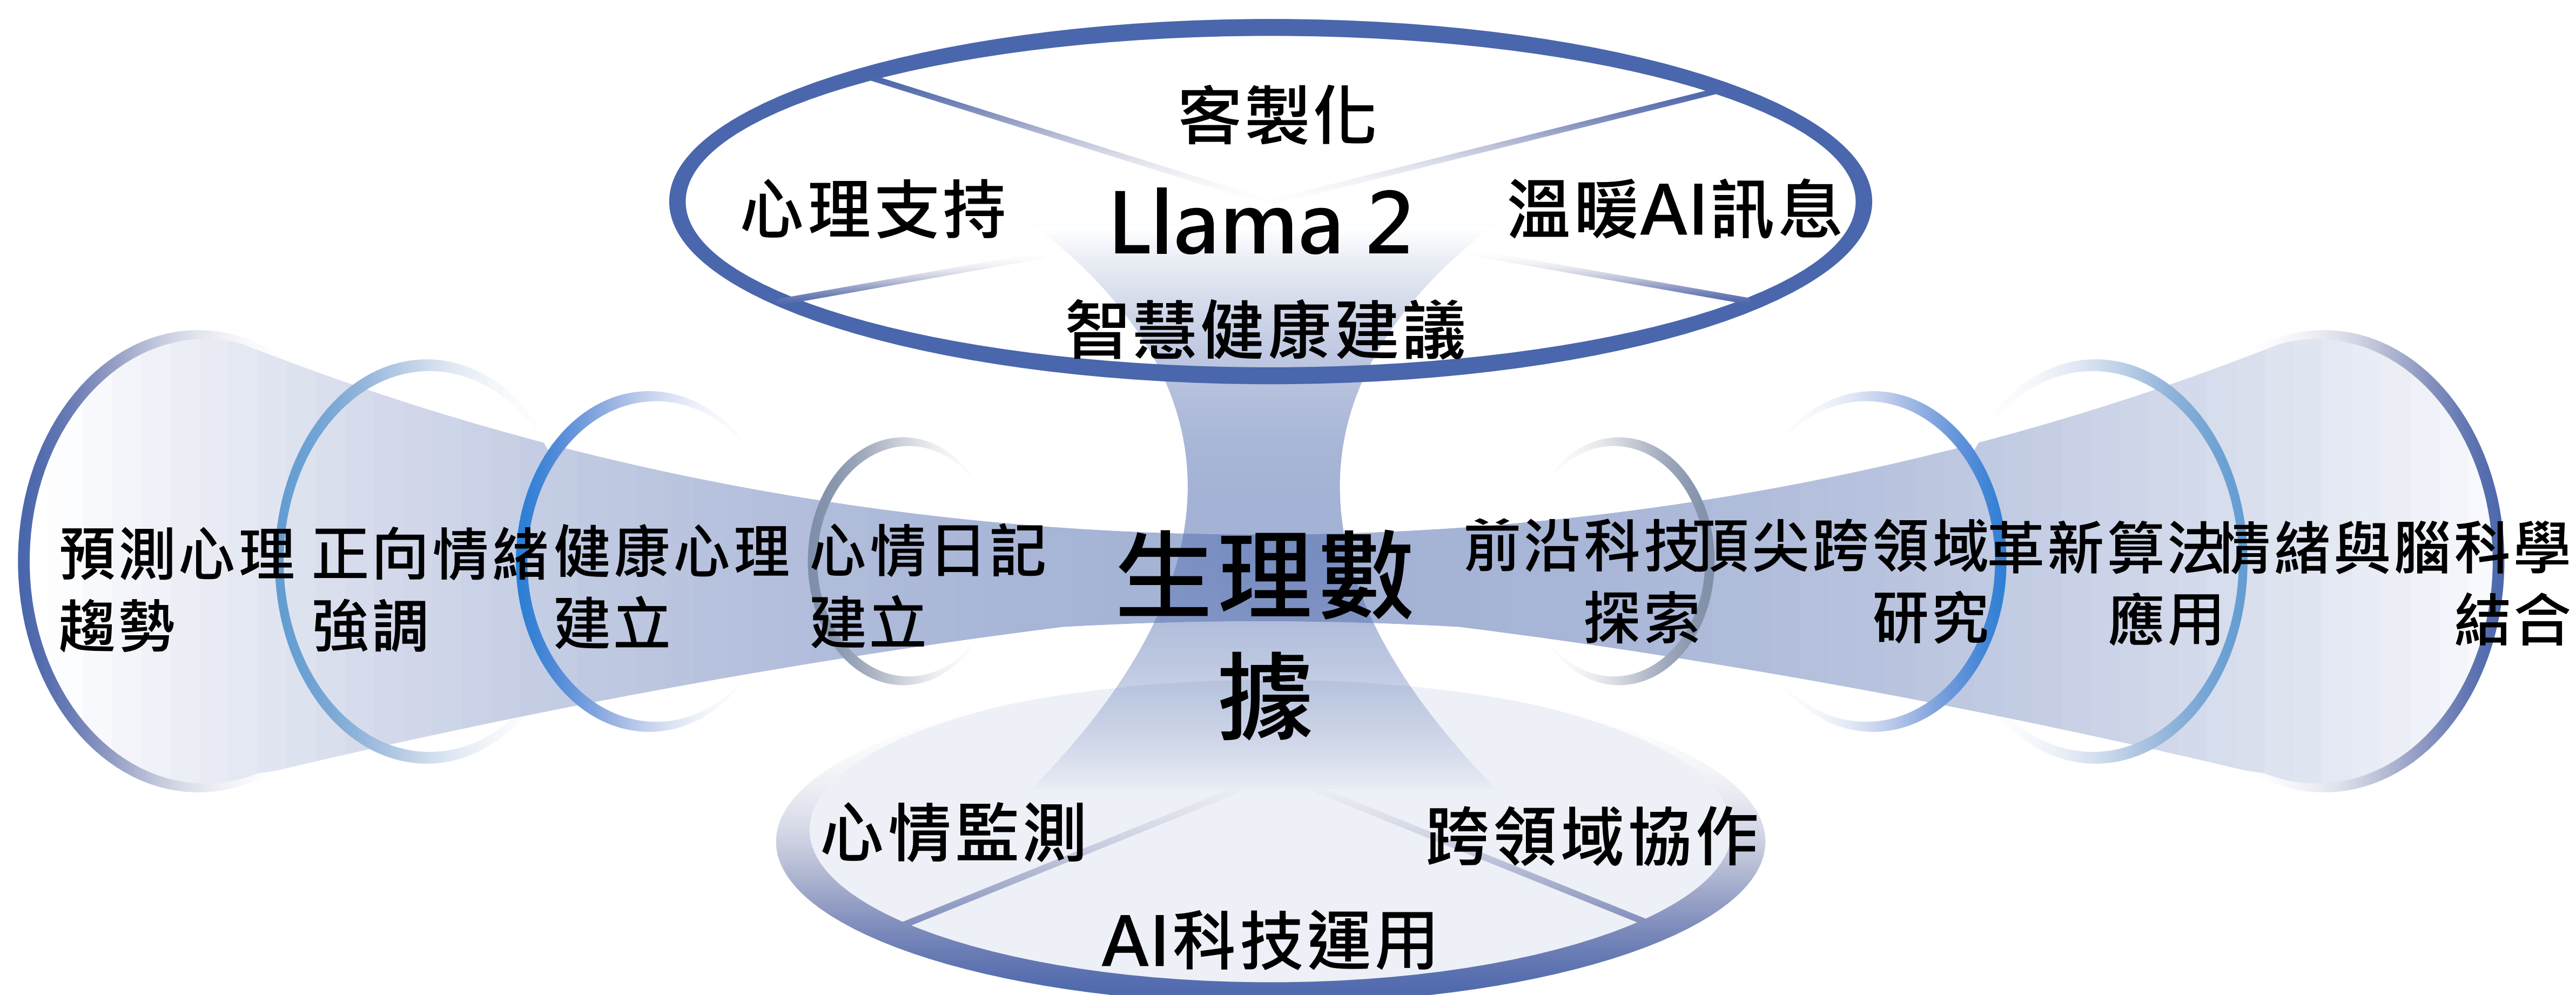 客製化
心理支持
Llama 2
溫暖AI訊息
智慧健康建議
預測心理
趨勢
正向情緒
強調
健康心理
建立
心情日記
建立
生理數
據
前沿科技
探索
頂尖跨領域
研究
革新算法
應用
情緒與腦科學
結合
心情監測
跨領域協作
AI科技運用